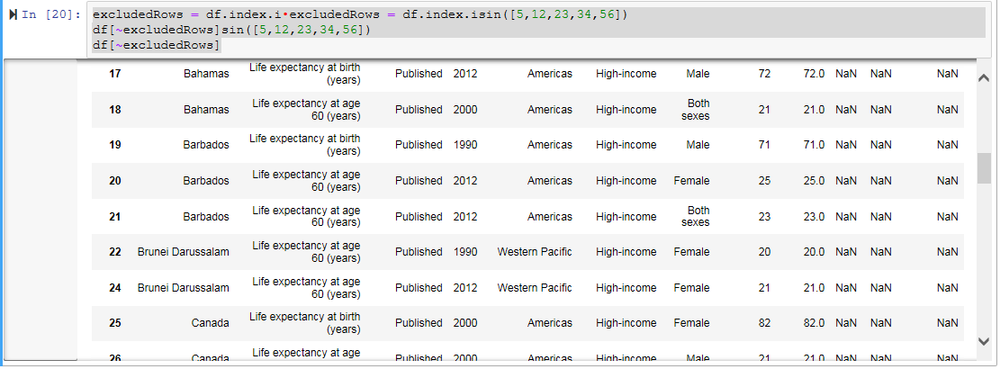 In [20]:
excludedRows = df.index.i•excludedRows = df.index.isin([5,12,23,34,56])
df[~excludedRows]sin([5,12,23,34,56])
df[~excludedRows]
17 Bahamas Life expectancy at birth (years) Published 2012 Americas High-income Male 72 72.0 NaN NaN NaN
18 Bahamas Life expectancy at age 60 (years) Published 2000 Americas High-income Both sexes 21 21.0 NaN NaN NaN
19 Barbados Life expectancy at birth (years) Published 1990 Americas High-income Male 71 71.0 NaN NaN NaN
20 Barbados Life expectancy at age 60 (years) Published 2012 Americas High-income Female 25 25.0 NaN NaN NaN
21 Barbados Life expectancy at age 60 (years) Published 2012 Americas High-income Both sexes 23 23.0 NaN NaN NaN
22 Brunei Darussalam Life expectancy at age 60 (years) Published 1990 Western Pacific High-income Female 20 20.0 NaN NaN NaN
24 Brunei Darussalam Life expectancy at age 60 (years) Published 2012 Western Pacific High-income Female 21 21.0 NaN NaN NaN
25 Canada Life expectancy at birth (years) Published 2000 Americas High-income Female 82 82.0 NaN NaN NaN
26 Canada Life expectancy at age Published 2000 Americas High-income Male 21 21.0 NaN NaN NaN